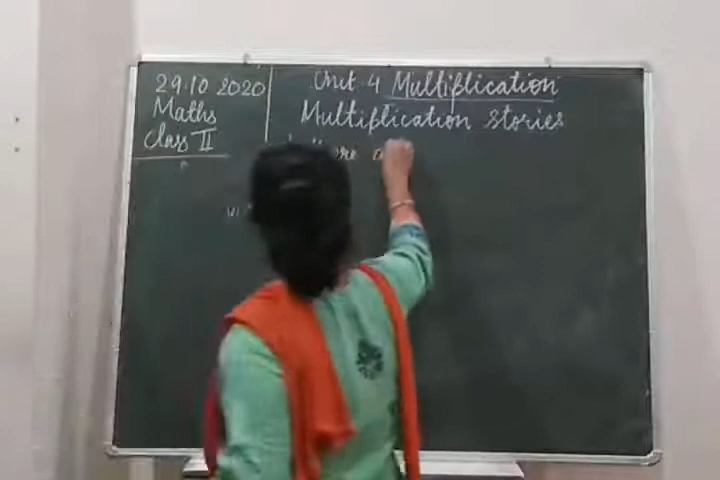 29.10 2020
Maths
Class II
Unit 4 Multiplication
Multiplication stories